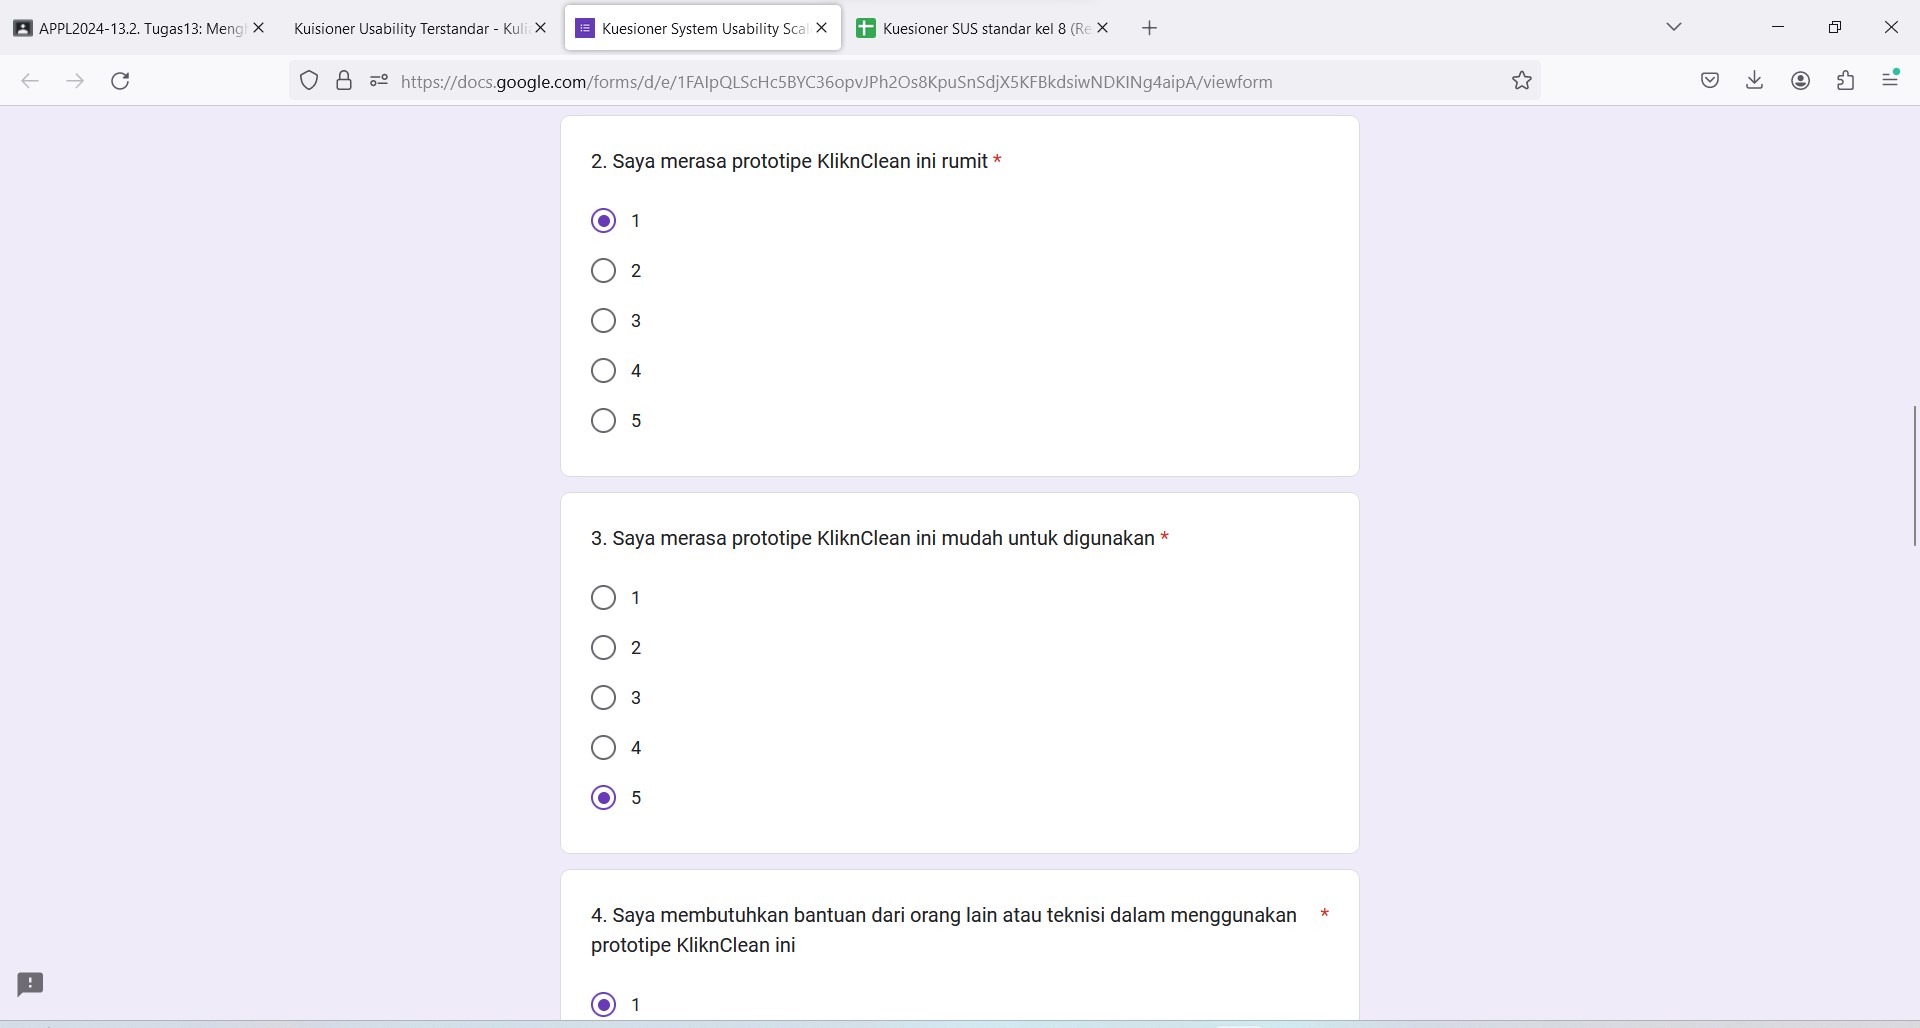 APPL2024-13.2. Tugas13: Meng
Kuisioner Usability Terstandar - Kuli
Kuesioner System Usability Scal
Kuesioner SUS standar kel 8 (Re
https://docs.google.com/forms/d/e/1FAIpQLScHc5BYC36opvJPh2Os8KpuSnSdjX5KFBkdsiwNDKINg4aipA/viewform
2. Saya merasa prototipe KliknClean ini rumit *
1
2
3
4
5
3. Saya merasa prototipe KliknClean ini mudah untuk digunakan *
1
2
3
4
5
4. Saya membutuhkan bantuan dari orang lain atau teknisi dalam menggunakan *
prototipe KliknClean ini
1